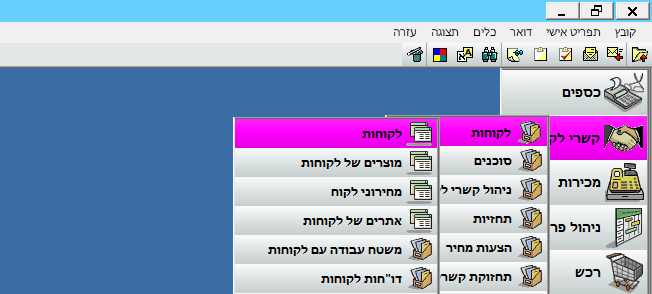 קובץ תפריט אישי דואר כלים תצוגה עזרה
כספים
קשרי לק
מכירות
ניהול פר
רכש
לקוחות
סוכנים
ניהול קשרי ל
תחזיות
הצעות מחיר
תחזוקת קשר
לקוחות
מוצרים של לקוחות
מחירוני לקוח
אתרים של לקוחות
משטח עבודה עם לקוחות
דו"חות לקוחות